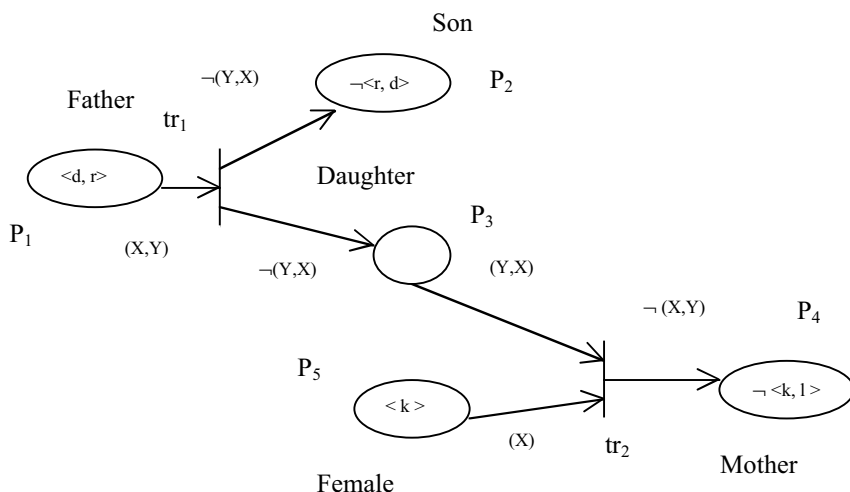 Son
¬(Y,X)
¬<r, d>
P2
Father
tr1
<d, r>
Daughter
P3
P1
(X,Y)
¬(Y,X)
(Y,X)
¬ (X,Y)
P4
P5
< k >
¬ <k, l >
(X)
tr2
Mother
Female